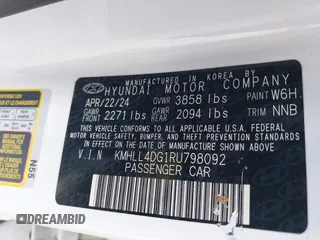 MANUFACTURED IN KOREA BY
HYUNDAI MOTOR COMPANY
APR/22/24 GVWR 3858 lbs PAINT W6H
GAWR FRONT 2271 lbs GAWR REAR 2094 lbs TRIM NNB
THIS VEHICLE CONFORMS TO ALL APPLICABLE U.S. FEDERAL
MOTOR VEHICLE SAFETY, BUMPER, AND THEFT PREVENTION
STANDARDS IN EFFECT ON THE DATE OF MANUFACTURE
SHOWN ABOVE.
V.I.N KMHLL4DG1RU798092
PASSENGER CAR
N55
DREAMBID